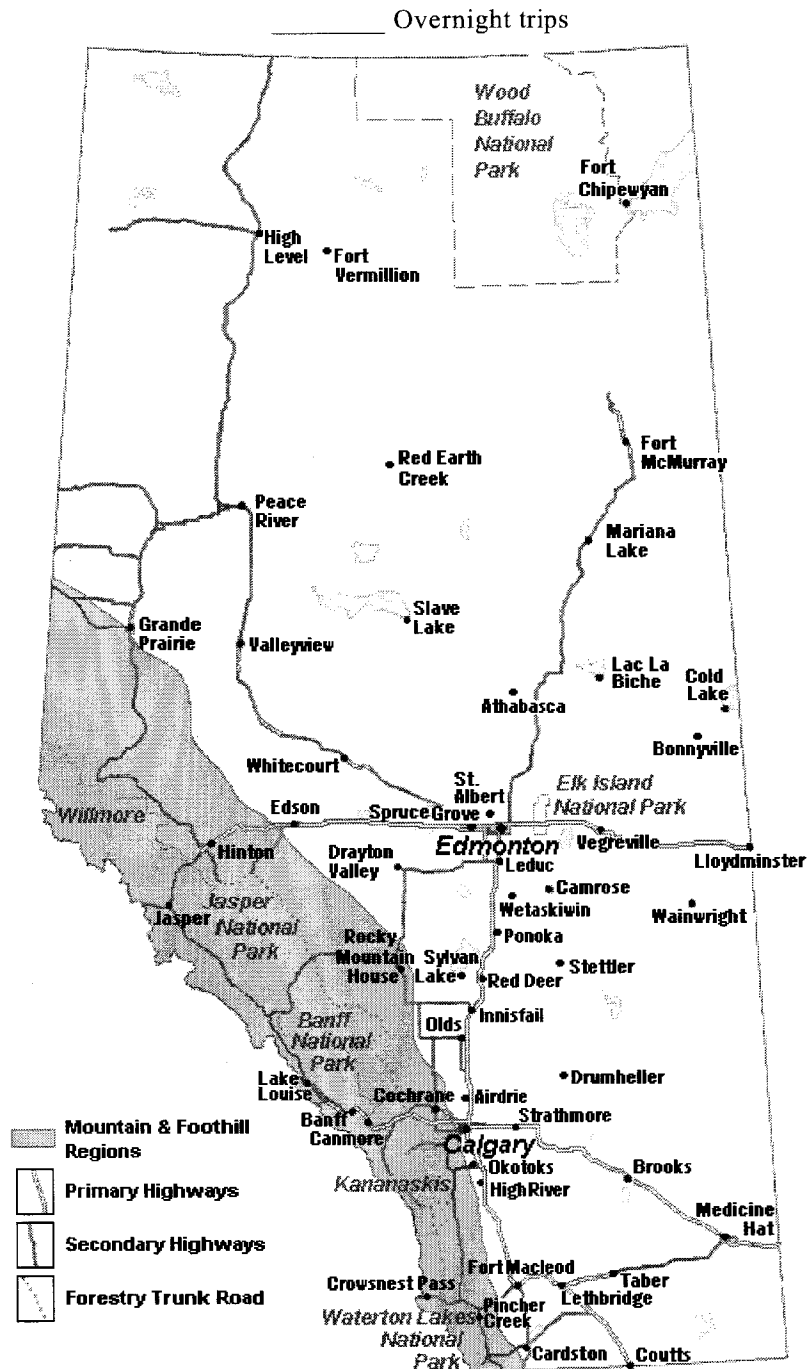 ________ Overnight trips
Wood
Buffalo
National
Park
Fort
Chipewyan
High
Level
Fort
Vermillion
Fort
McMurray
Red Earth
Creek
Peace
River
Mariana
Lake
Slave
Lake
Grande
Prairie
Valleyview
Lac La
Biche
Cold
Lake
Athabasca
Bonnyville
Whitecourt
St.
Albert
Elk Island
National Park
Willmore
Edson
Spruce Grove
Edmonton
Vegreville
Lloydminster
Hinton
Drayton
Valley
Leduc
Camrose
Wetaskiwin
Wainwright
Jasper
Jasper
National
Park
Ponoka
Rocky
Mountain
House
Sylvan
Lake
Red Deer
Stettler
Innisfail
Olds
Banff
National
Park
Lake
Louise
Drumheller
Cochrane
Airdrie
Banff
Canmore
Strathmore
Calgary
Okotoks
Kananaskis
High River
Brooks
Medicine
Hat
Fort Macleod
Crowsnest Pass
Taber
Lethbridge
Pincher
Creek
Waterton Lakes
National
Park
Cardston
Coutts
Mountain & Foothill
Regions
Primary Highways
Secondary Highways
Forestry Trunk Road